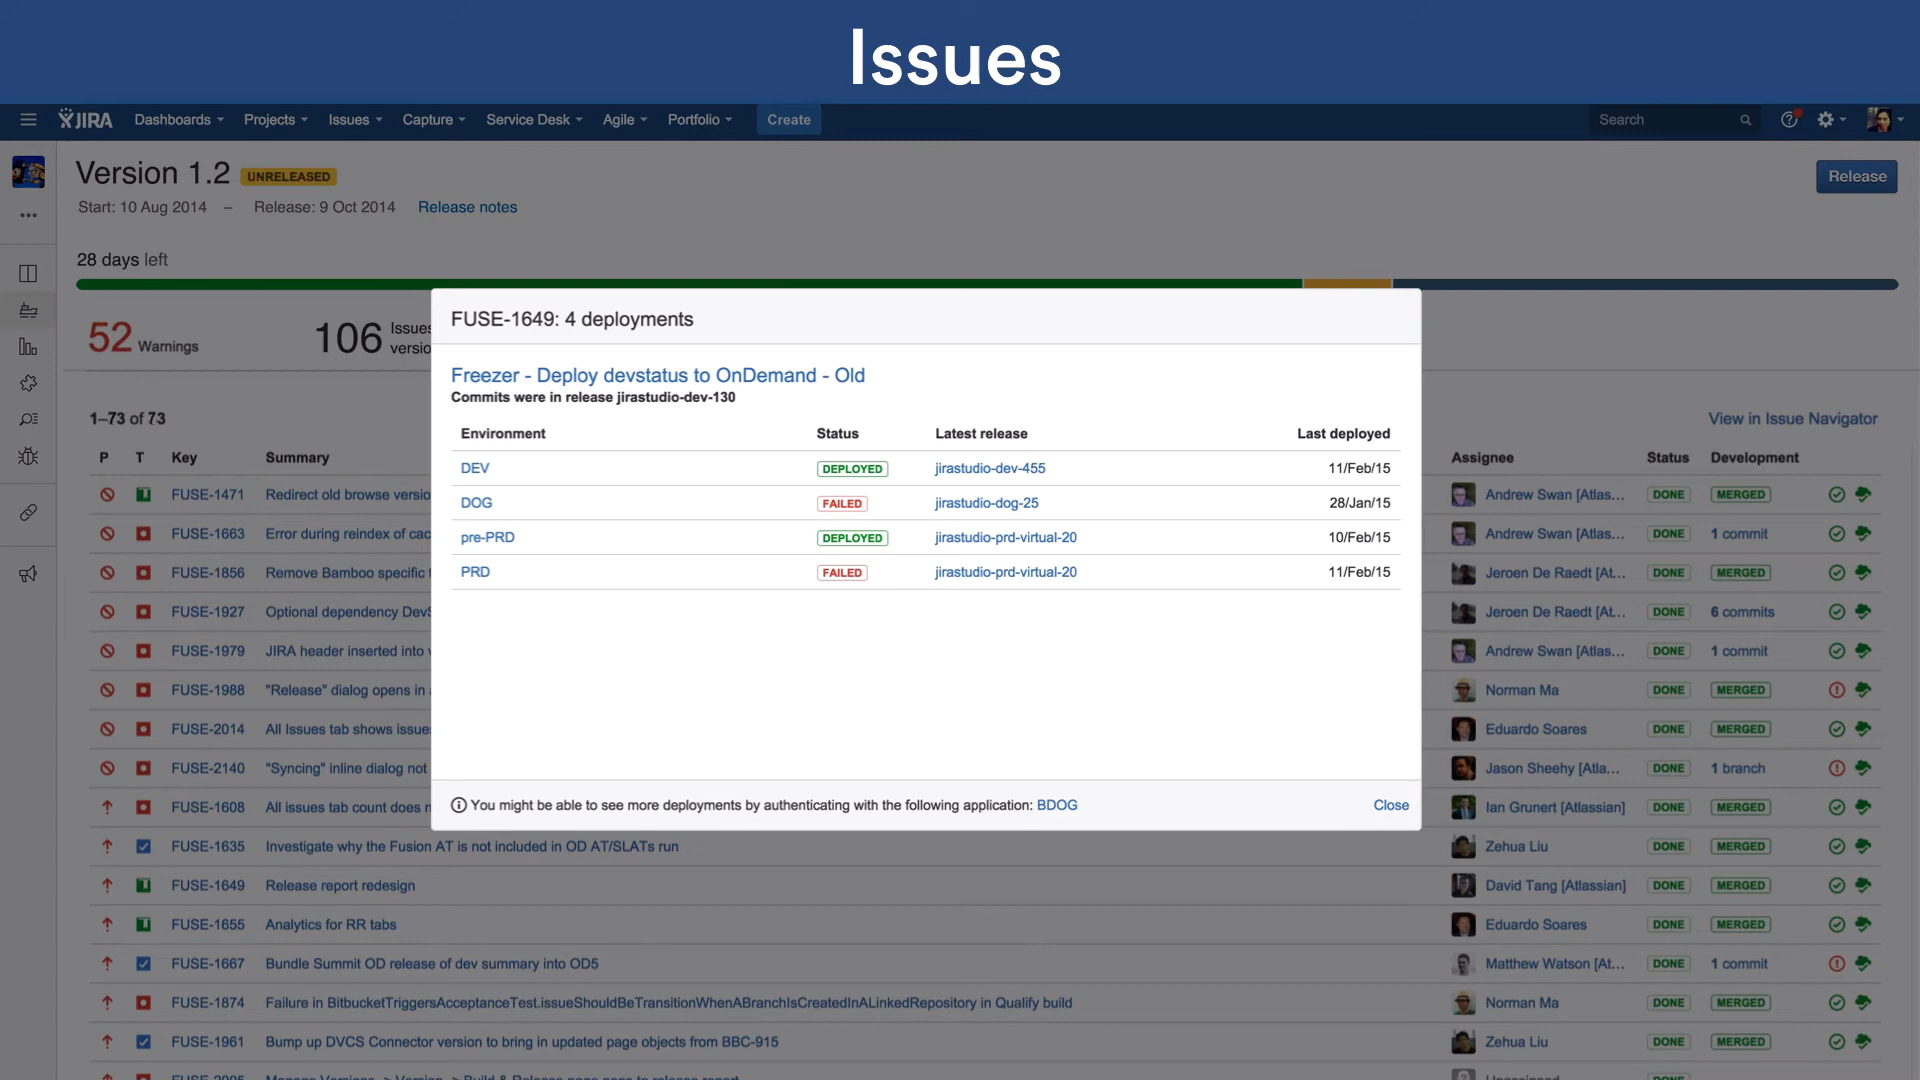 Issues
JIRA Dashboards Projects Issues Capture Service Desk Agile Portfolio Create Search
Version 1.2 UNRELEASED Release
Start: 10 Aug 2014 – Release: 9 Oct 2014 Release notes
28 days left
52 Warnings 106 Issues
FUSE-1649: 4 deployments
Freezer - Deploy devstatus to OnDemand - Old
Commits were in release jirastudio-dev-130
Environment Status Latest release Last deployed
DEV DEPLOYED jirastudio-dev-455 11/Feb/15
DOG FAILED jirastudio-dog-25 28/Jan/15
pre-PRD DEPLOYED jirastudio-prd-virtual-20 10/Feb/15
PRD FAILED jirastudio-prd-virtual-20 11/Feb/15
You might be able to see more deployments by authenticating with the following application: BDOG Close
1–73 of 73 View in Issue Navigator
P T Key Summary Assignee Status Development
FUSE-1471 Redirect old browse versio Andrew Swan [Atlas... DONE MERGED
FUSE-1663 Error during reindex of cac Andrew Swan [Atlas... DONE 1 commit
FUSE-1856 Remove Bamboo specific Jeroen De Raedt [At... DONE MERGED
FUSE-1927 Optional dependency Dev Jeroen De Raedt [At... DONE 6 commits
FUSE-1979 JIRA header inserted into Andrew Swan [Atlas... DONE 1 commit
FUSE-1988 "Release" dialog opens in Norman Ma DONE MERGED
FUSE-2014 All Issues tab shows issue Eduardo Soares DONE MERGED
FUSE-2140 "Syncing" inline dialog not Jason Sheehy [Atla... DONE 1 branch
FUSE-1608 All issues tab count does Ian Grunert [Atlassian] DONE MERGED
FUSE-1635 Investigate why the Fusion AT is not included in OD AT/SLATs run Zehua Liu DONE MERGED
FUSE-1649 Release report redesign David Tang [Atlassian] DONE MERGED
FUSE-1655 Analytics for RR tabs Eduardo Soares DONE MERGED
FUSE-1667 Bundle Summit OD release of dev summary into OD5 Matthew Watson [At... DONE 1 commit
FUSE-1874 Failure in BitbucketTriggersAcceptanceTest.issueShouldBeTransitionWhenABranchIsCreatedInALinkedRepository in Qualify build Norman Ma DONE MERGED
FUSE-1961 Bump up DVCS Connector version to bring in updated page objects from BBC-915 Zehua Liu DONE MERGED